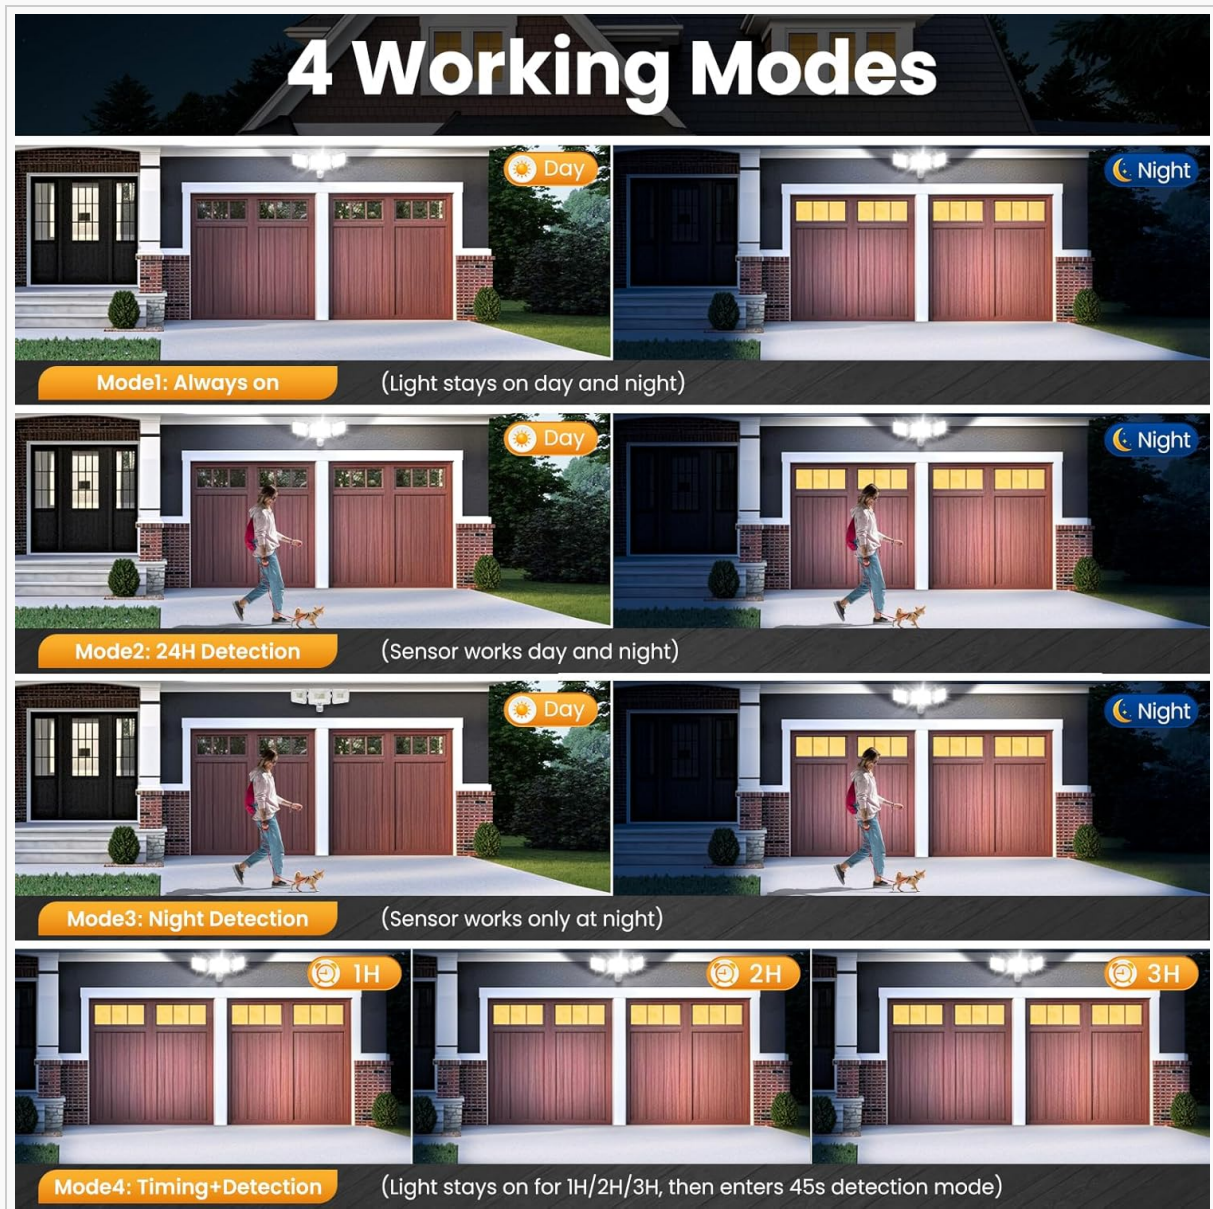 4 Working Modes
Day
Night
Mode1: Always on
(Light stays on day and night)
Day
Night
Mode2: 24H Detection
(Sensor works day and night)
Day
Night
Mode3: Night Detection
(Sensor works only at night)
1H
2H
3H
Mode4: Timing+Detection
(Light stays on for 1H/2H/3H, then enters 45s detection mode)